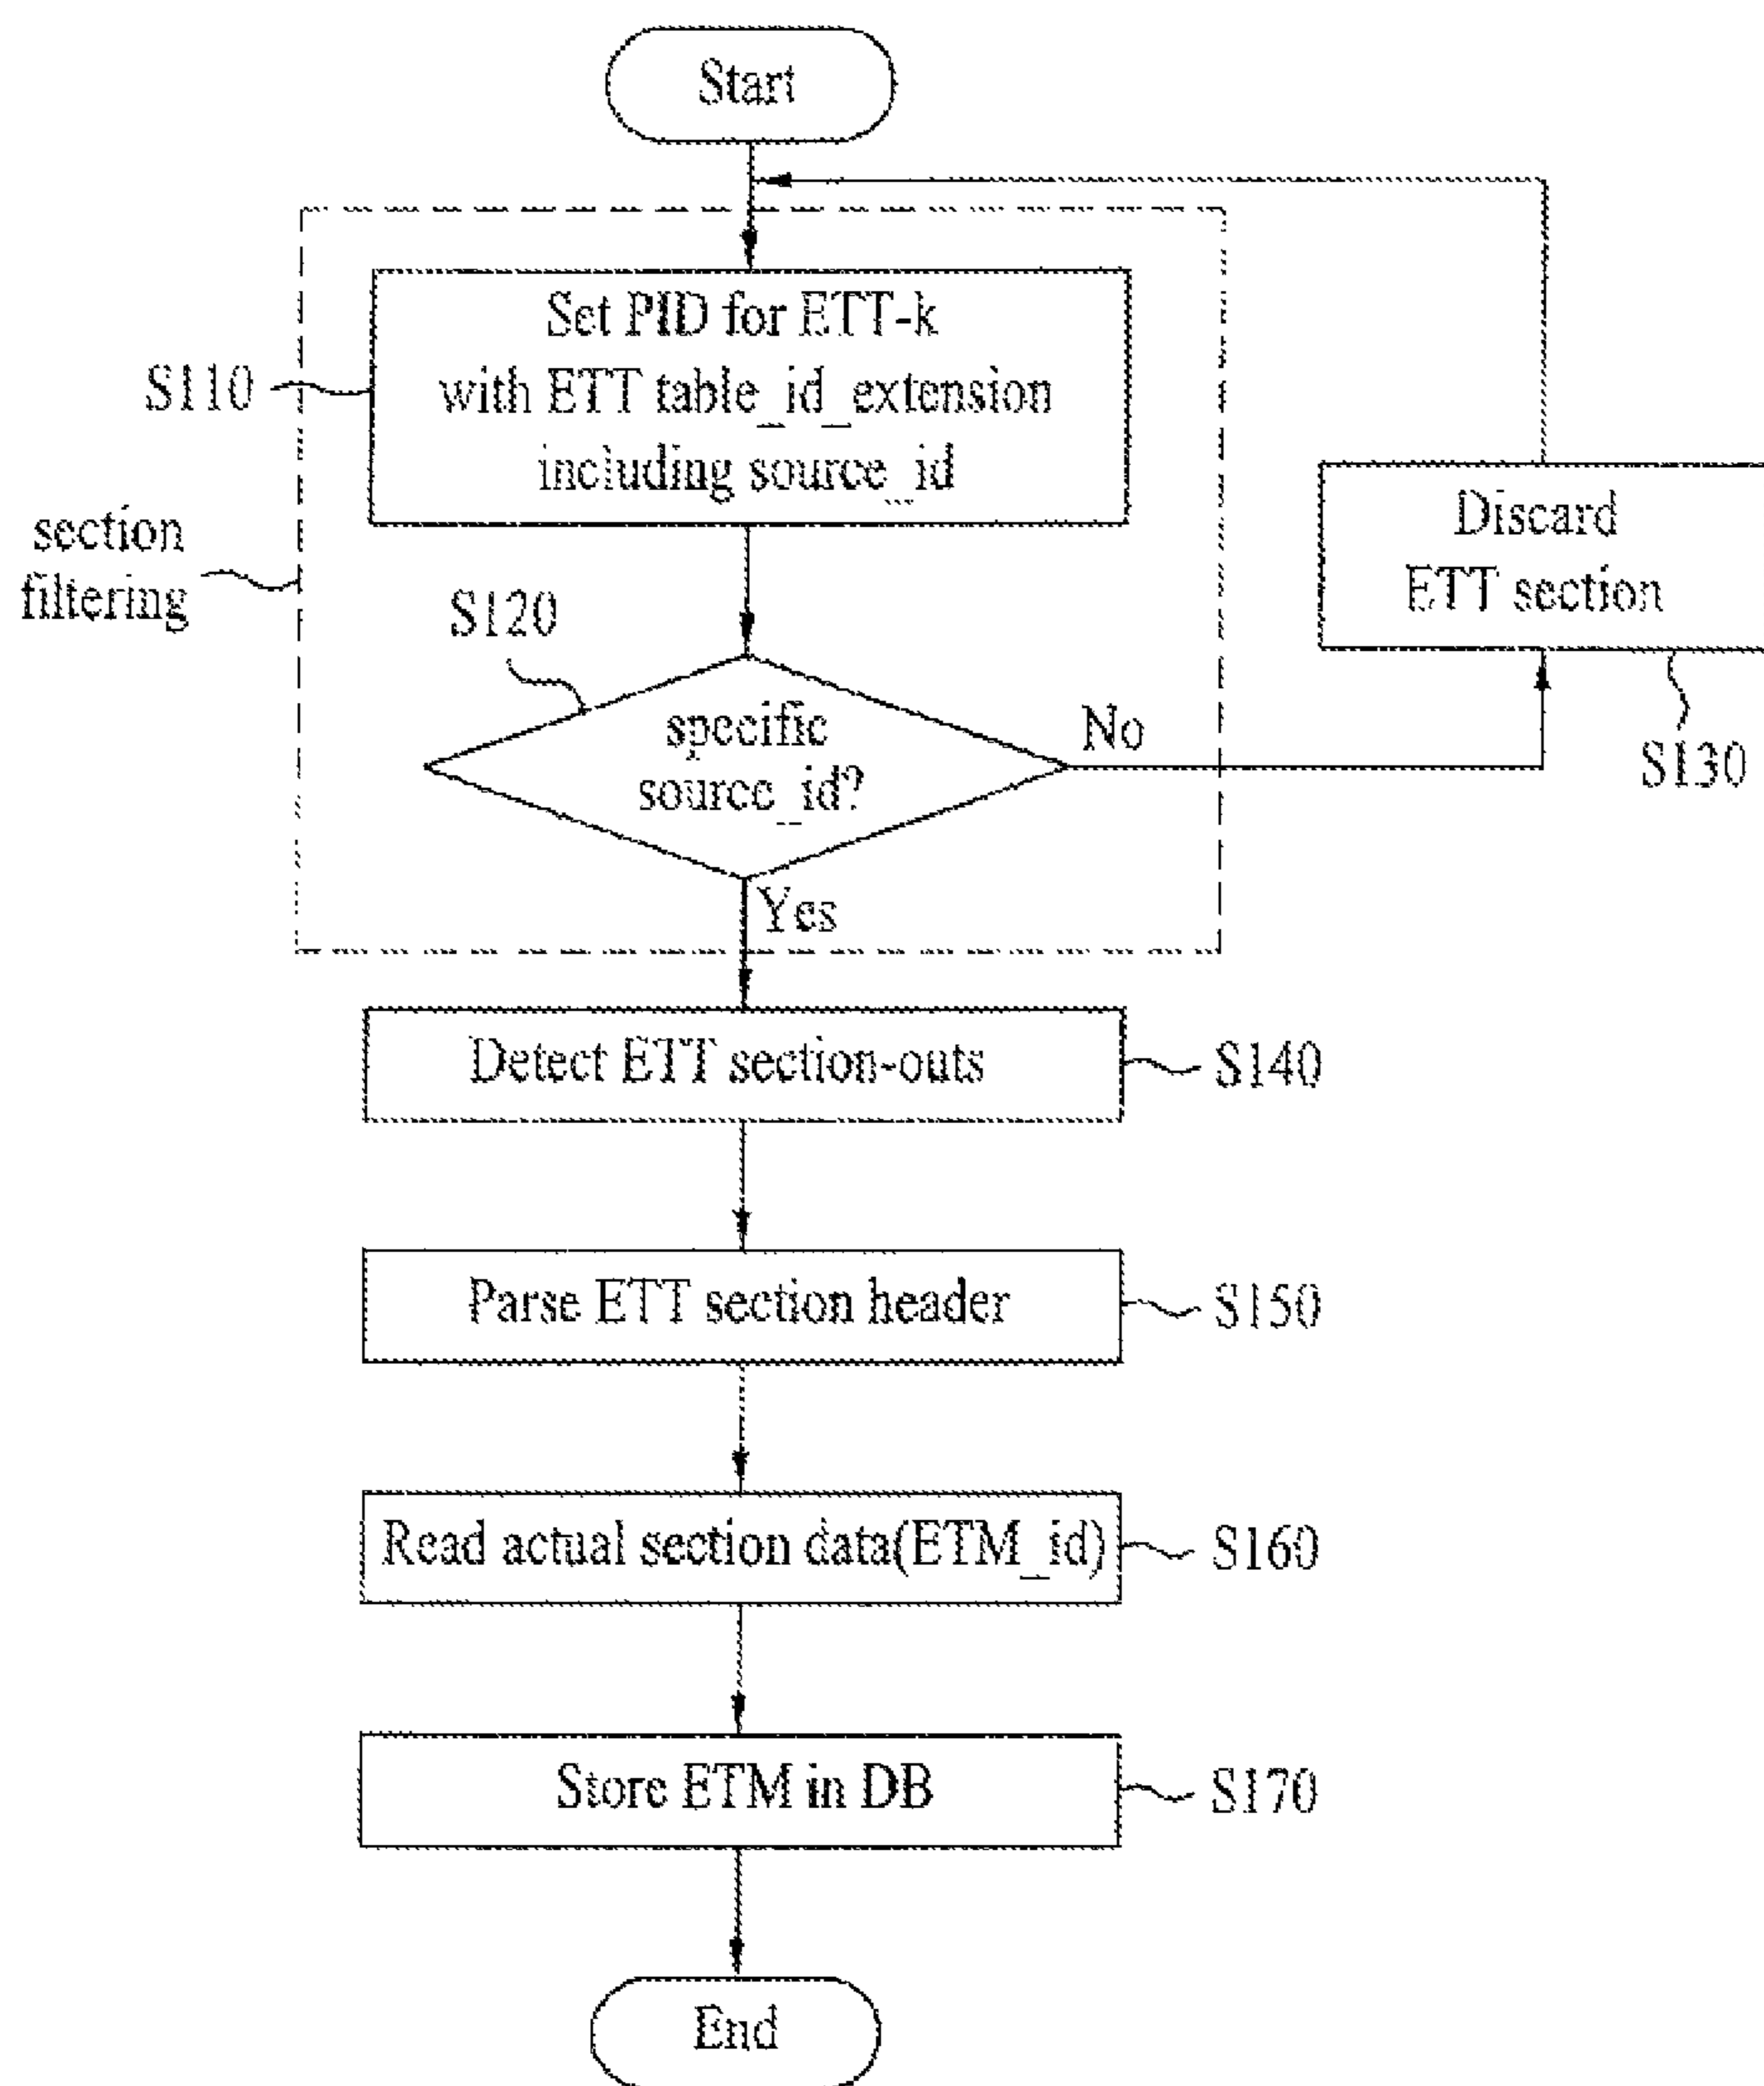 Start
Set PID for ETT-k
with ETT table_id_extension
including source_id
S110
section
filtering
S120
specific
source_id?
No
Yes
Discard
ETT section
S130
Detect ETT section-outs
S140
Parse ETT section header
S150
Read actual section data(ETM_id)
S160
Store ETM in DB
S170
End